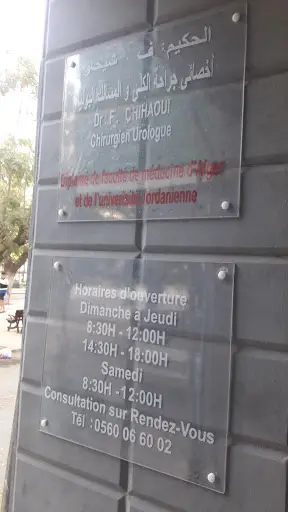 الحكيم: ف. شيحاوي
أخصائي جراحة الكلى و المسالك البولية
Dr F. CHIHAOUI
Chirurgien Urologue
Diplômé de faculté de médecine d'Alger
et de l'université Jordanienne
Horaires d'ouverture
Dimanche à Jeudi
8:30H - 12:00H
14:30H - 18:00H
Samedi
8:30H - 12:00H
Consultation sur Rendez-Vous
Tél : 0560 06 60 02